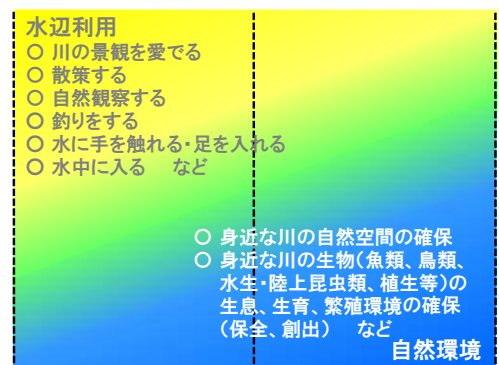 水辺利用
○ 川の景観を愛でる
○ 散策する
○ 自然観察する
○ 釣りをする
○ 水に手を触れる・足を入れる
○ 水中に入る　など
○ 身近な川の自然空間の確保
○ 身近な川の生物(魚類、鳥類、
水生・陸上昆虫類、植生等)の
生息、生育、繁殖環境の確保
(保全、創出)　など
自然環境